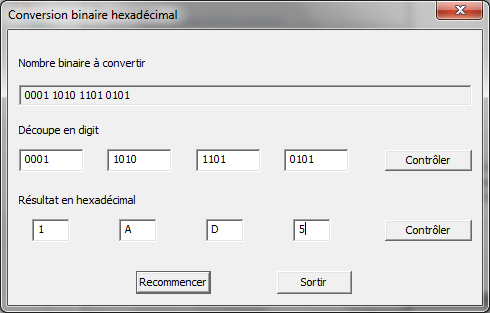 Conversion binaire hexadécimal
Nombre binaire à convertir
0001 1010 1101 0101
Découpe en digit
0001 1010 1101 0101 Contrôler
Résultat en hexadécimal
1 A D 5 Contrôler
Recommencer Sortir